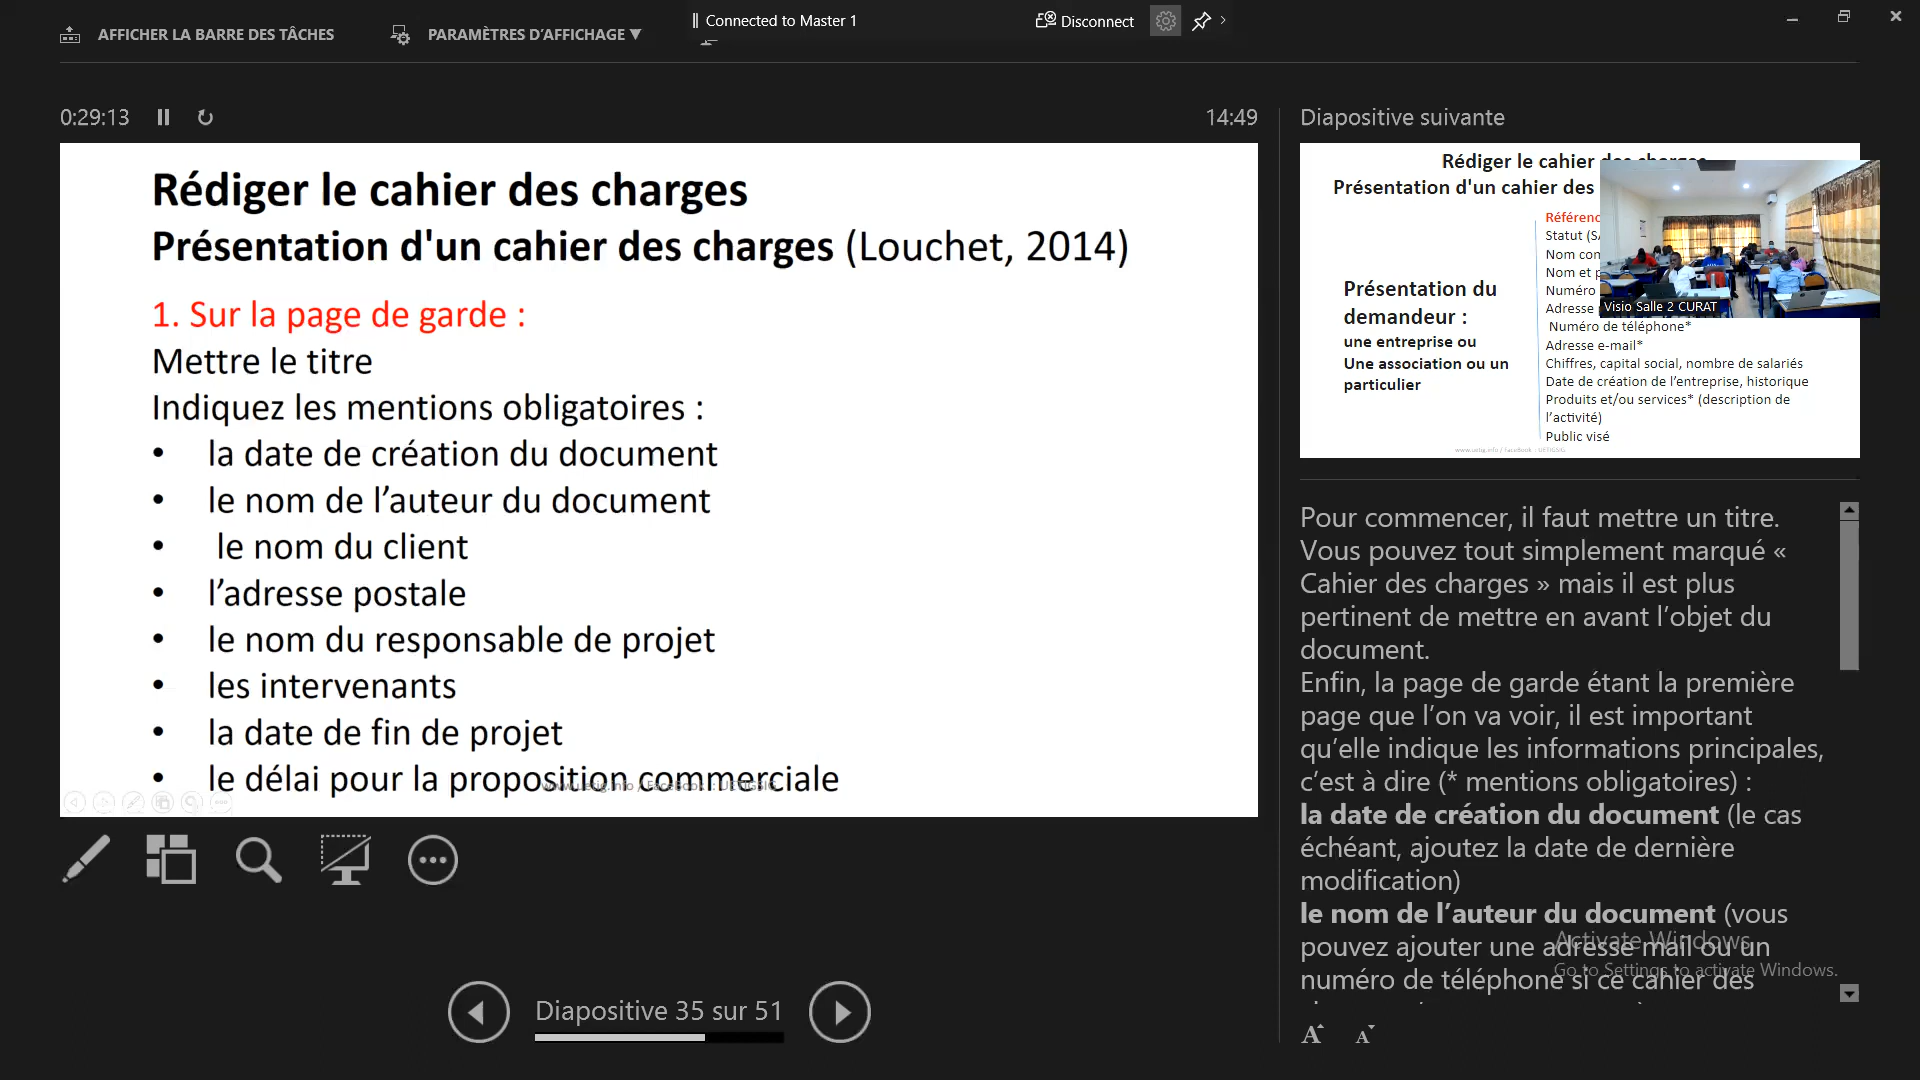 AFFICHER LA BARRE DES TÂCHES
PARAMÈTRES D'AFFICHAGE ▼
Connected to Master 1
Disconnect
0:29:13
14:49
Rédiger le cahier des charges
Présentation d'un cahier des charges (Louchet, 2014)
1. Sur la page de garde :
Mettre le titre
Indiquez les mentions obligatoires :
• la date de création du document
• le nom de l’auteur du document
• le nom du client
• l’adresse postale
• le nom du responsable de projet
• les intervenants
• la date de fin de projet
• le délai pour la proposition commerciale
www.uetig.info / FaceBook : UETIGSIG
Diapositive 35 sur 51
Diapositive suivante
Rédiger le cahier des charges
Présentation d'un cahier des
Présentation du
demandeur :
une entreprise ou
Une association ou un
particulier
Statut
Nom
Nom et
Numéro
Adresse
Numéro de téléphone*
Adresse e-mail*
Chiffres, capital social, nombre de salariés
Date de création de l’entreprise, historique
Produits et/ou services* (description de
l’activité)
Public visé
www.uetig.info / FaceBook : UETIGSIG
Visio Salle 2 CURAT
Pour commencer, il faut mettre un titre.
Vous pouvez tout simplement marqué «
Cahier des charges » mais il est plus
pertinent de mettre en avant l’objet du
document.
Enfin, la page de garde étant la première
page que l’on va voir, il est important
qu’elle indique les informations principales,
c’est à dire (* mentions obligatoires) :
la date de création du document (le cas
échéant, ajoutez la date de dernière
modification)
le nom de l’auteur du document (vous
pouvez ajouter une adresse mail ou un
numéro de téléphone si ce cahier des
Activate Windows
Go to Settings to activate Windows.
A A